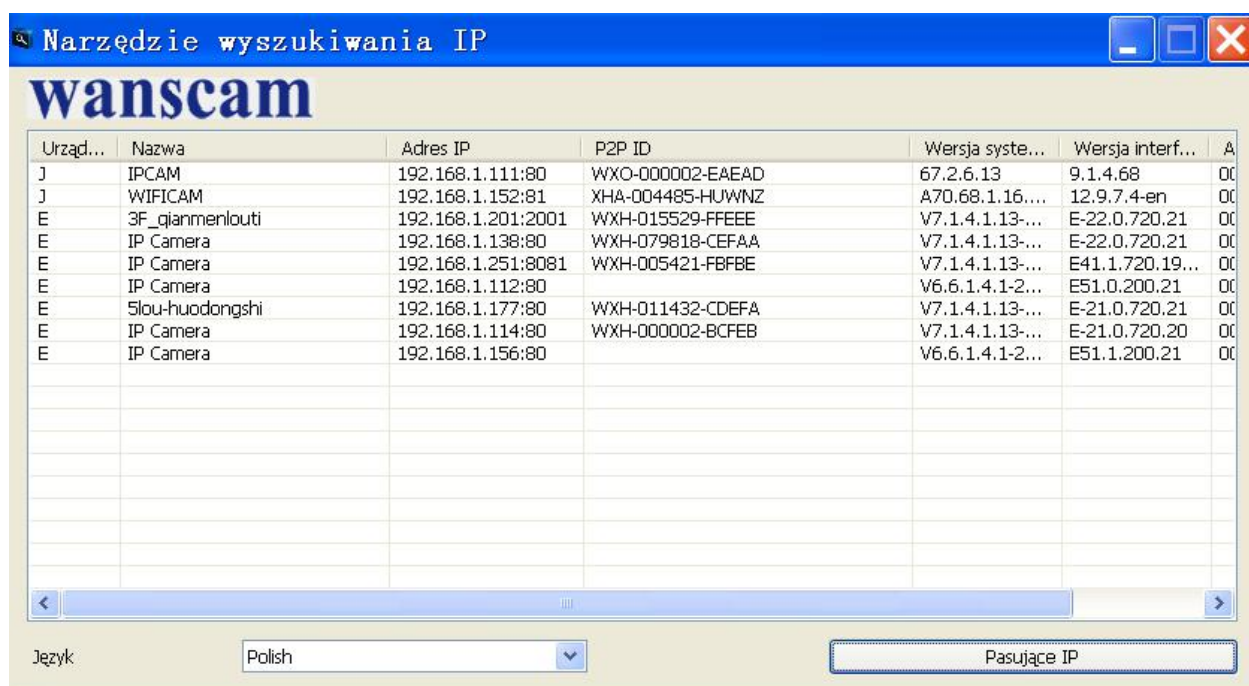 Narzędzie wyszukiwania IP
wanscam
Urząd... Nazwa Adres IP P2P ID Wersja syste... Wersja interf... A
J IPCAM 192.168.1.111:80 WXO-000002-EAEAD 67.2.6.13 9.1.4.68 00
J WIFICAM 192.168.1.152:81 XHA-004485-HUWNZ A70.68.1.16.... 12.9.7.4-en 00
E 3F_qianmenlouti 192.168.1.201:2001 WXH-015529-FFEEE V7.1.4.1.13-... E-22.0.720.21 00
E IP Camera 192.168.1.138:80 WXH-079818-CEFAA V7.1.4.1.13-... E-22.0.720.21 00
E IP Camera 192.168.1.251:8081 WXH-005421-FBFBE V7.1.4.1.13-... E41.1.720.19... 00
E IP Camera 192.168.1.112:80 V6.6.1.4.1-2... E51.0.200.21 00
E 5lou-huodongshi 192.168.1.177:80 WXH-011432-CDEFA V7.1.4.1.13-... E-21.0.720.21 00
E IP Camera 192.168.1.114:80 WXH-000002-BCFEB V7.1.4.1.13-... E-21.0.720.20 00
E IP Camera 192.168.1.156:80 V6.6.1.4.1-2... E51.1.200.21 00
Język Polish Pasujące IP